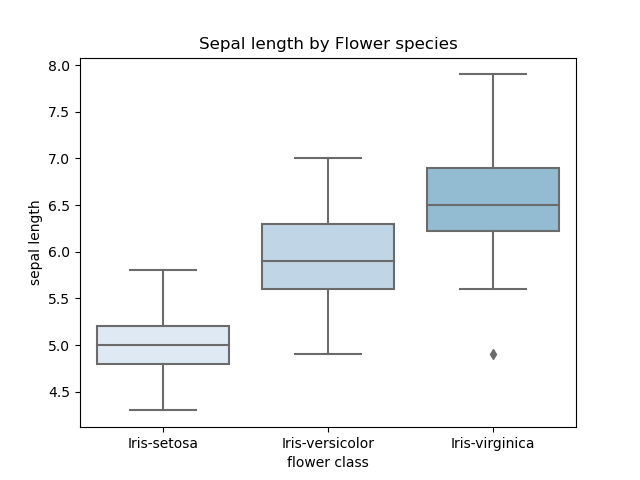 Sepal length by Flower species
8.0
7.5
7.0
6.5
6.0
5.5
5.0
4.5
sepal length
Iris-setosa Iris-versicolor Iris-virginica
flower class